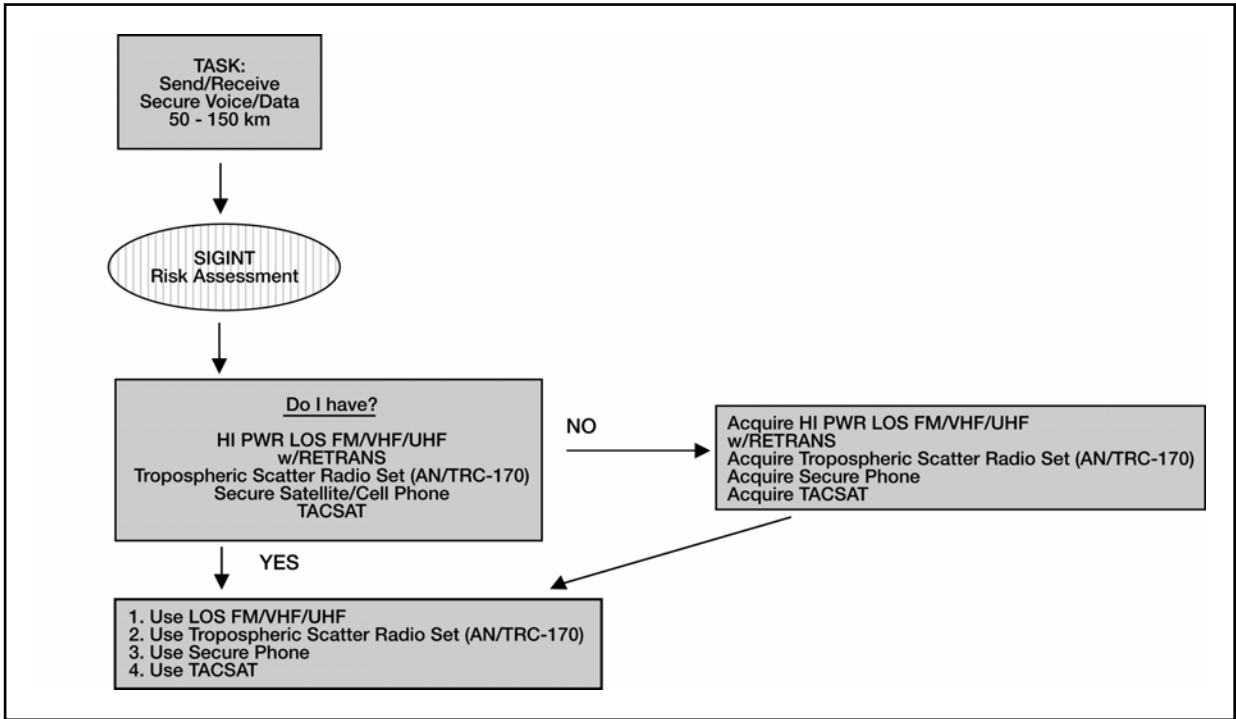 TASK:
Send/Receive
Secure Voice/Data
50 - 150 km
SIGINT
Risk Assessment
Do I have?
HI PWR LOS FM/VHF/UHF
w/RETRANS
Tropospheric Scatter Radio Set (AN/TRC-170)
Secure Satellite/Cell Phone
TACSAT
NO
Acquire HI PWR LOS FM/VHF/UHF
w/RETRANS
Acquire Tropospheric Scatter Radio Set (AN/TRC-170)
Acquire Secure Phone
Acquire TACSAT
YES
1. Use LOS FM/VHF/UHF
2. Use Tropospheric Scatter Radio Set (AN/TRC-170)
3. Use Secure Phone
4. Use TACSAT